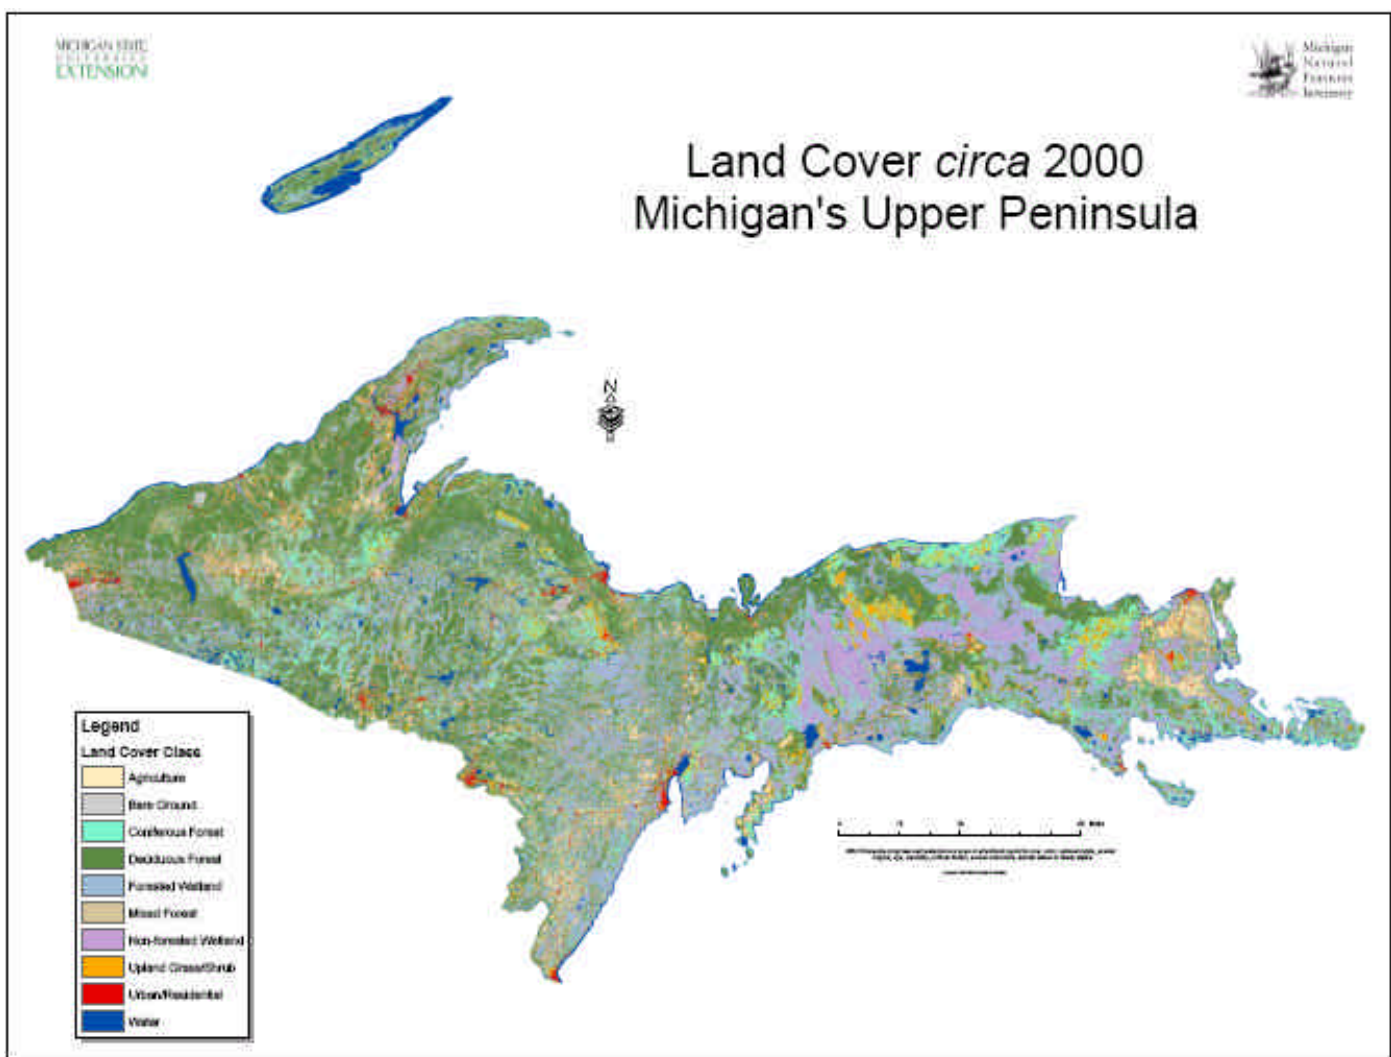 MICHIGAN STATE
UNIVERSITY
EXTENSION
Michigan
Natural
Features
Inventory
Land Cover circa 2000
Michigan's Upper Peninsula
N
Legend
Land Cover Class
Agriculture
Bare Ground
Coniferous Forest
Deciduous Forest
Forested Wetland
Mixed Forest
Non-forested Wetland
Upland Grass/Shrub
Urban/Residential
Water
Miles